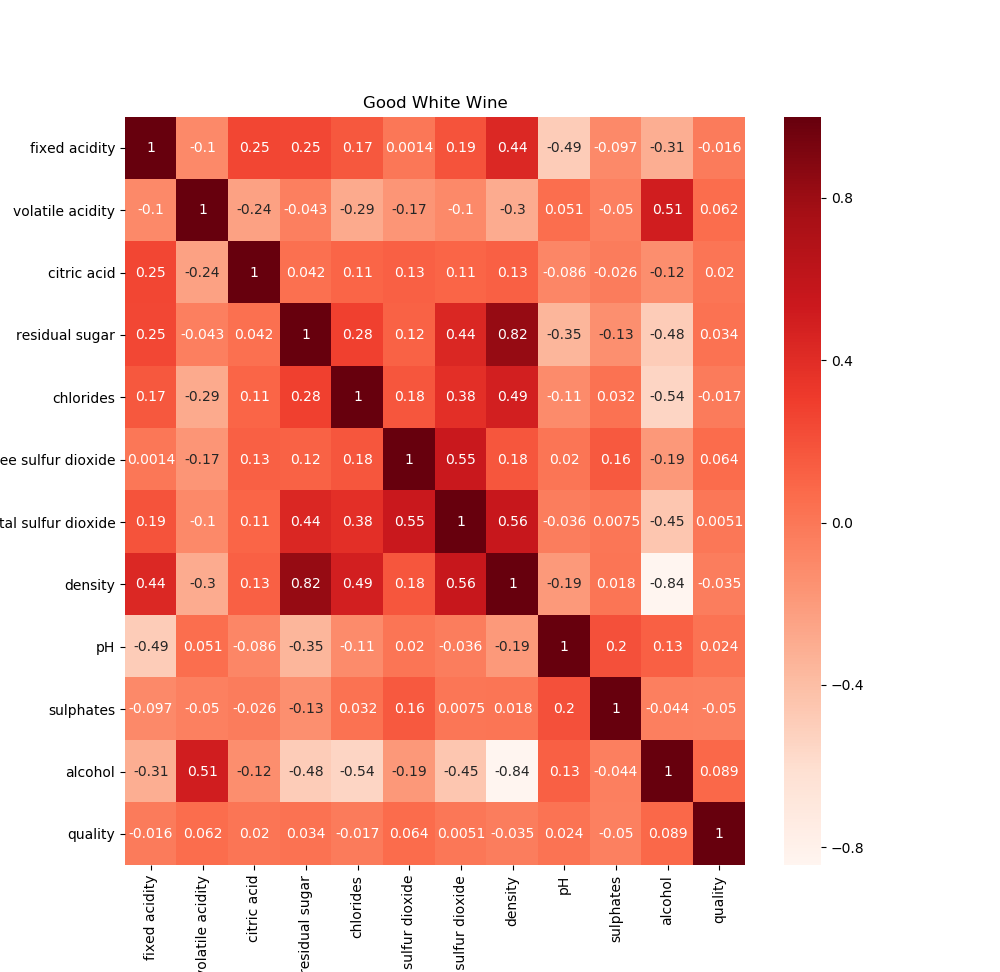 Good White Wine
fixed acidity 1 -0.1 0.25 0.25 0.17 0.0014 0.19 0.44 -0.49 -0.097 -0.31 -0.016
volatile acidity -0.1 1 -0.24 -0.043 -0.29 -0.17 -0.1 -0.3 0.051 -0.05 0.51 0.062
citric acid 0.25 -0.24 1 0.042 0.11 0.13 0.11 0.13 -0.086 -0.026 -0.12 0.02
residual sugar 0.25 -0.043 0.042 1 0.28 0.12 0.44 0.82 -0.35 -0.13 -0.48 0.034
chlorides 0.17 -0.29 0.11 0.28 1 0.18 0.38 0.49 -0.11 0.032 -0.54 -0.017
ee sulfur dioxide 0.0014 -0.17 0.13 0.12 0.18 1 0.55 0.18 0.02 0.16 -0.19 0.064
tal sulfur dioxide 0.19 -0.1 0.11 0.44 0.38 0.55 1 0.56 -0.036 0.0075 -0.45 0.0051
density 0.44 -0.3 0.13 0.82 0.49 0.18 0.56 1 -0.19 0.018 -0.84 -0.035
pH -0.49 0.051 -0.086 -0.35 -0.11 0.02 -0.036 -0.19 1 0.2 0.13 0.024
sulphates -0.097 -0.05 -0.026 -0.13 0.032 0.16 0.0075 0.018 0.2 1 -0.044 -0.05
alcohol -0.31 0.51 -0.12 -0.48 -0.54 -0.19 -0.45 -0.84 0.13 -0.044 1 0.089
quality -0.016 0.062 0.02 0.034 -0.017 0.064 0.0051 -0.035 0.024 -0.05 0.089 1
fixed acidity
volatile acidity
citric acid
residual sugar
chlorides
sulfur dioxide
sulfur dioxide
density
pH
sulphates
alcohol
quality
0.8
0.4
0.0
−0.4
−0.8